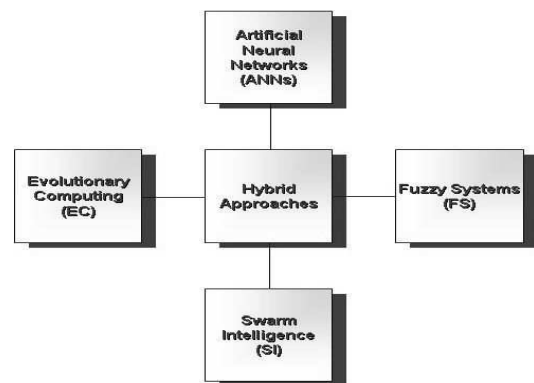 Artificial
Neural
Networks
(ANNs)
Evolutionary
Computing
(EC)
Hybrid
Approaches
Fuzzy Systems
(FS)
Swarm
Intelligence
(SI)